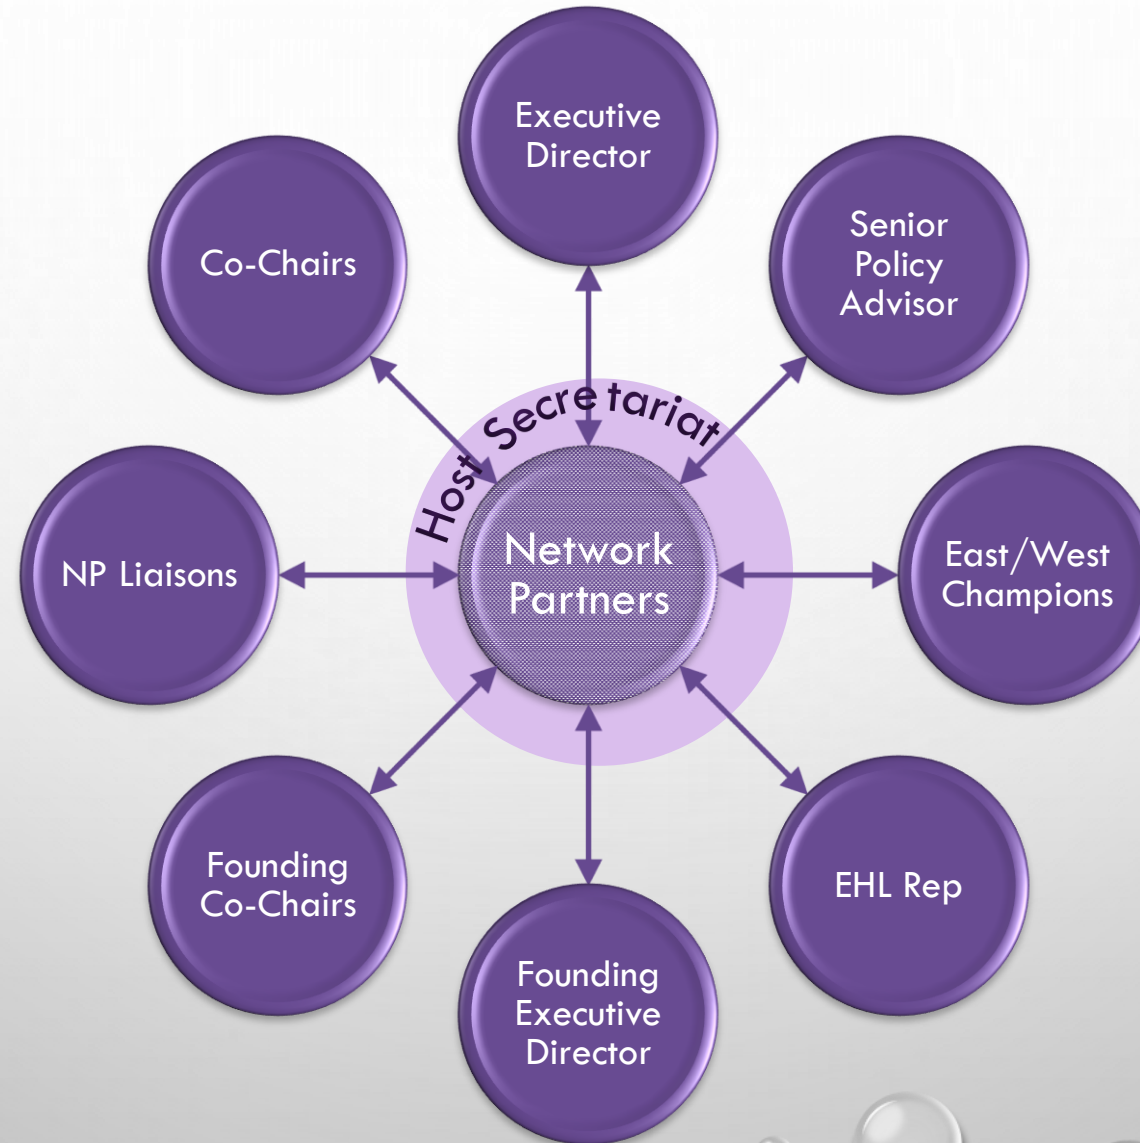 Executive
Director
Senior
Policy
Advisor
Co-Chairs
Host Secretariat
Network
Partners
NP Liaisons
East/West
Champions
Founding
Co-Chairs
EHL Rep
Founding
Executive
Director